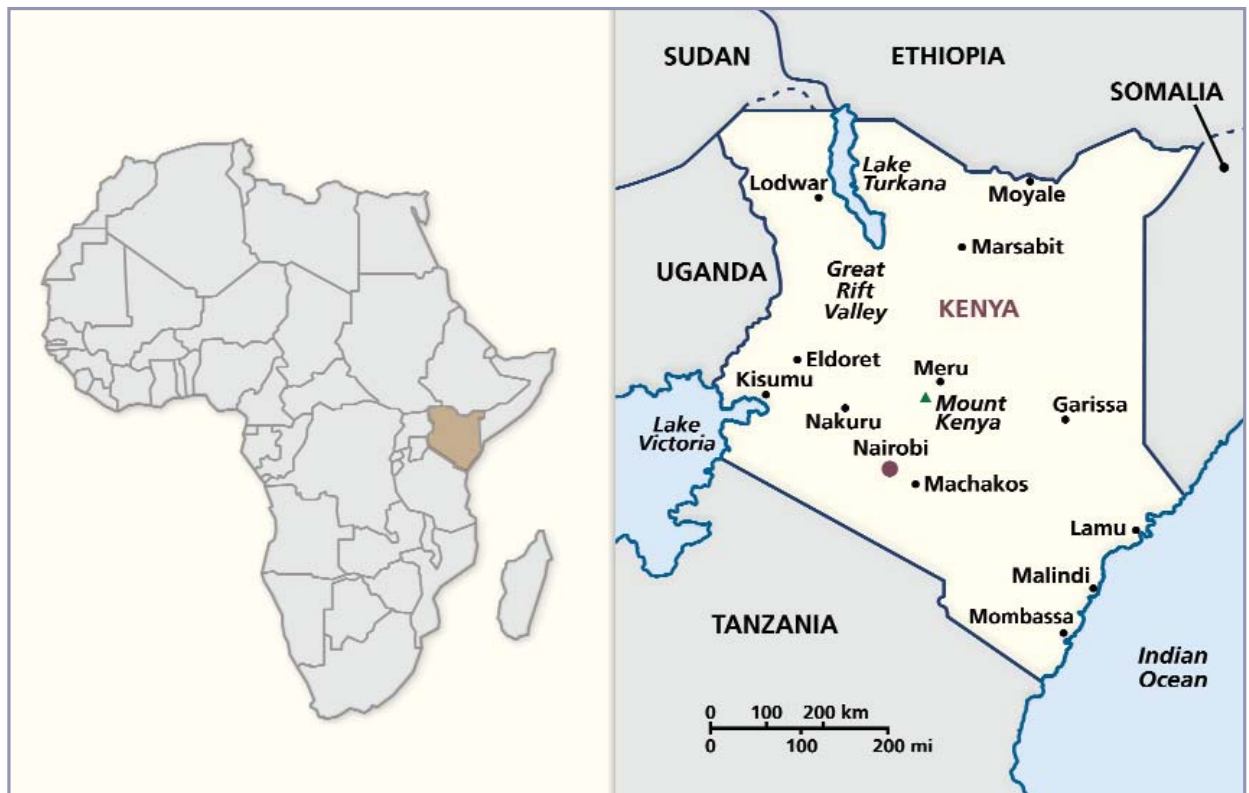 SUDAN
ETHIOPIA
SOMALIA
Lake
Turkana
Lodwar
Moyale
Marsabit
UGANDA
Great
Rift
Valley
KENYA
Eldoret
Meru
Kisumu
Mount
Kenya
Garissa
Nakuru
Lake
Victoria
Nairobi
Machakos
Lamu
Malindi
Mombassa
TANZANIA
Indian
Ocean
0 100 200 km
0 100 200 mi